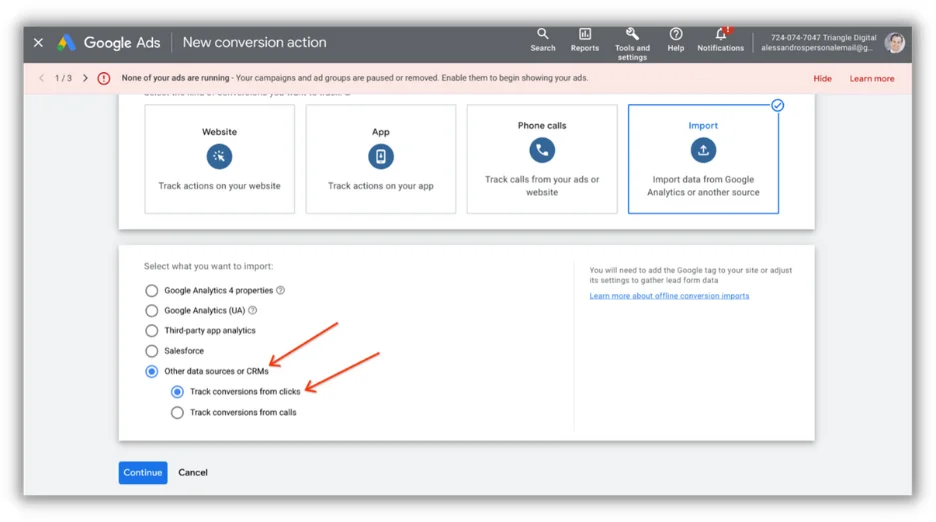 Google Ads
New conversion action
Search
Reports
Tools and
settings
Help
Notifications
724-074-7047 Triangle Digital
alessandrospersonalemail@g...
1 / 3
None of your ads are running - Your campaigns and ad groups are paused or removed. Enable them to begin showing your ads.
Hide
Learn more
Website
Track actions on your website
App
Track actions on your app
Phone calls
Track calls from your ads or
website
Import
Import data from Google
Analytics or another source
Select what you want to import:
Google Analytics 4 properties
Google Analytics (UA)
Third-party app analytics
Salesforce
Other data sources or CRMs
Track conversions from clicks
Track conversions from calls
You will need to add the Google tag to your site or adjust
its settings to gather lead form data
Learn more about offline conversion imports
Continue
Cancel